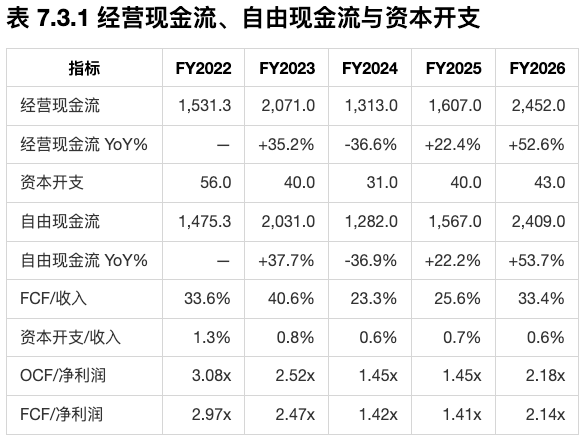 表 7.3.1 经营现金流、自由现金流与资本开支
指标 FY2022 FY2023 FY2024 FY2025 FY2026
经营现金流 1,531.3 2,071.0 1,313.0 1,607.0 2,452.0
经营现金流 YoY% — +35.2% -36.6% +22.4% +52.6%
资本开支 56.0 40.0 31.0 40.0 43.0
自由现金流 1,475.3 2,031.0 1,282.0 1,567.0 2,409.0
自由现金流 YoY% — +37.7% -36.9% +22.2% +53.7%
FCF/收入 33.6% 40.6% 23.3% 25.6% 33.4%
资本开支/收入 1.3% 0.8% 0.6% 0.7% 0.6%
OCF/净利润 3.08x 2.52x 1.45x 1.45x 2.18x
FCF/净利润 2.97x 2.47x 1.42x 1.41x 2.14x